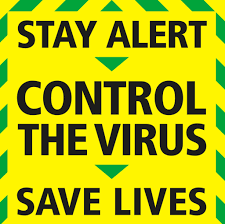 STAY ALERT
CONTROL
THE VIRUS
SAVE LIVES